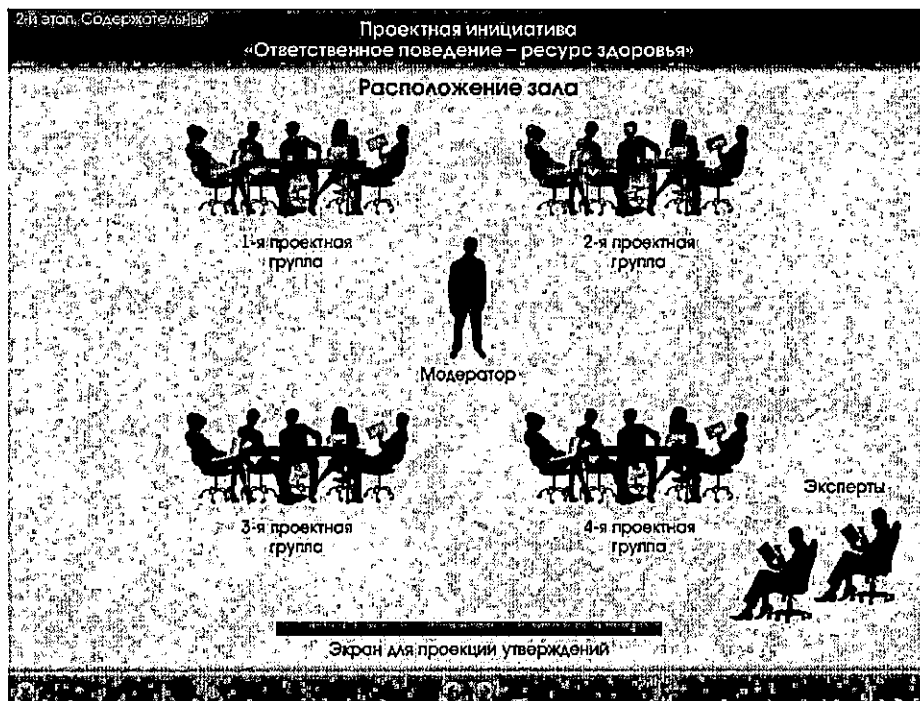 2-й этап. Содержательный
Проектная инициатива
«Ответственное поведение – ресурс здоровья»
Расположение зала
1-я проектная
группа
2-я проектная
группа
Модератор
3-я проектная
группа
4-я проектная
группа
Эксперты
Экран для проекции утверждений